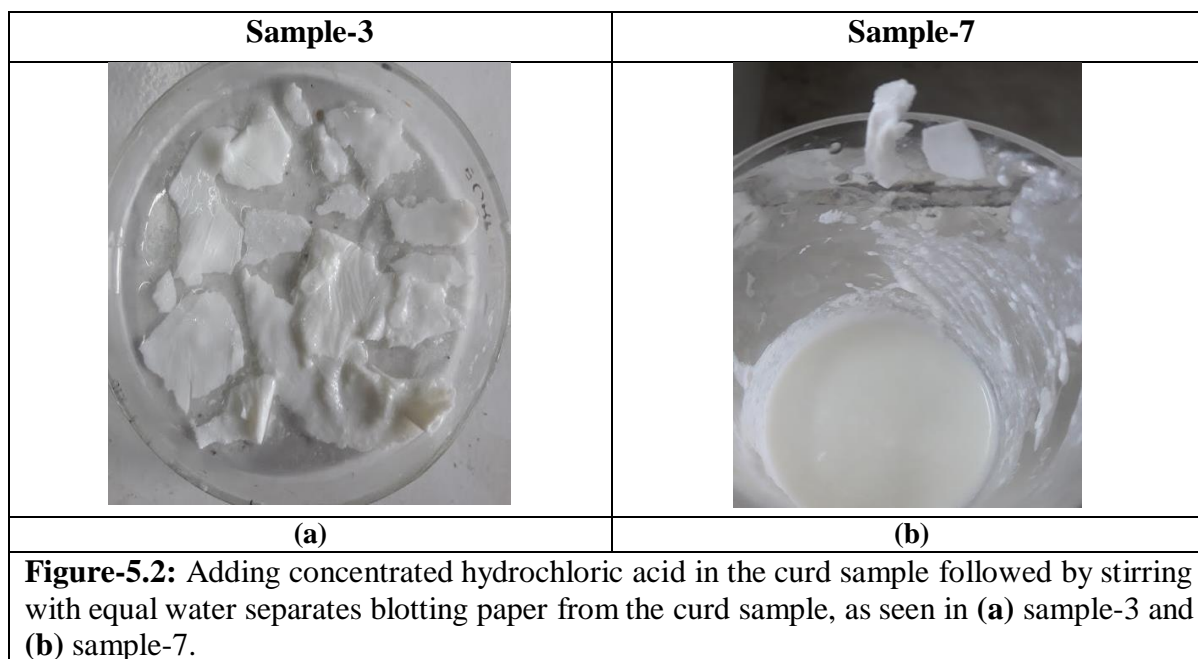 Sample-3
Sample-7
(a)
(b)
Figure-5.2: Adding concentrated hydrochloric acid in the curd sample followed by stirring
with equal water separates blotting paper from the curd sample, as seen in (a) sample-3 and
(b) sample-7.